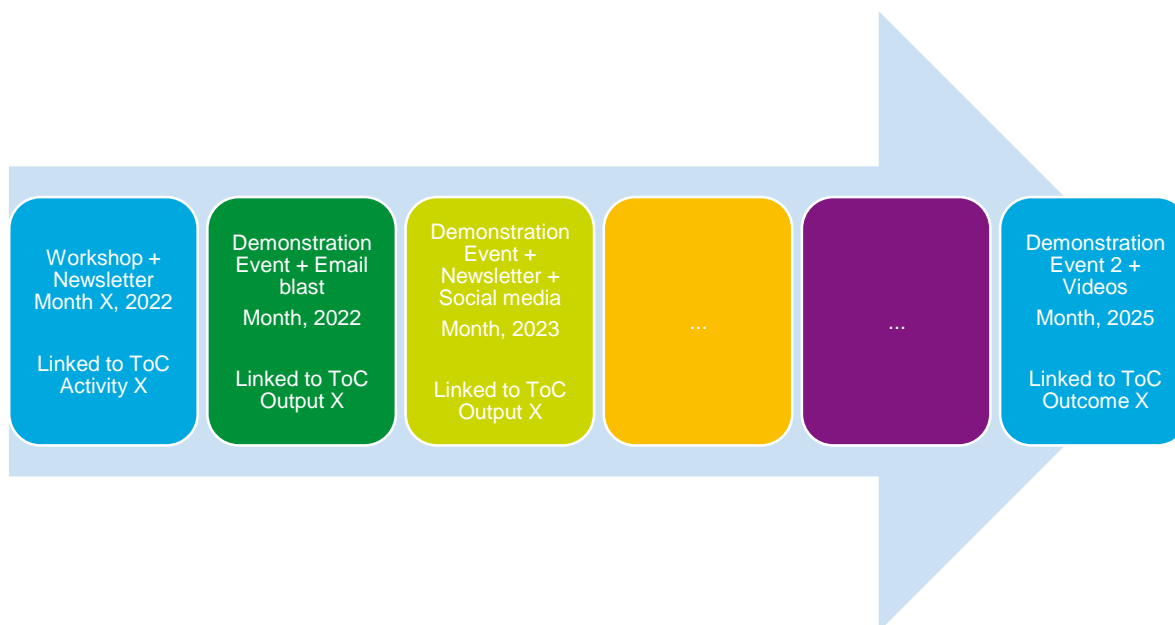 Workshop +
Newsletter
Month X, 2022
Linked to ToC
Activity X
Demonstration
Event + Email
blast
Month, 2022
Linked to ToC
Output X
Demonstration
Event +
Newsletter +
Social media
Month, 2023
Linked to ToC
Output X
...
...
Demonstration
Event 2 +
Videos
Month, 2025
Linked to ToC
Outcome X